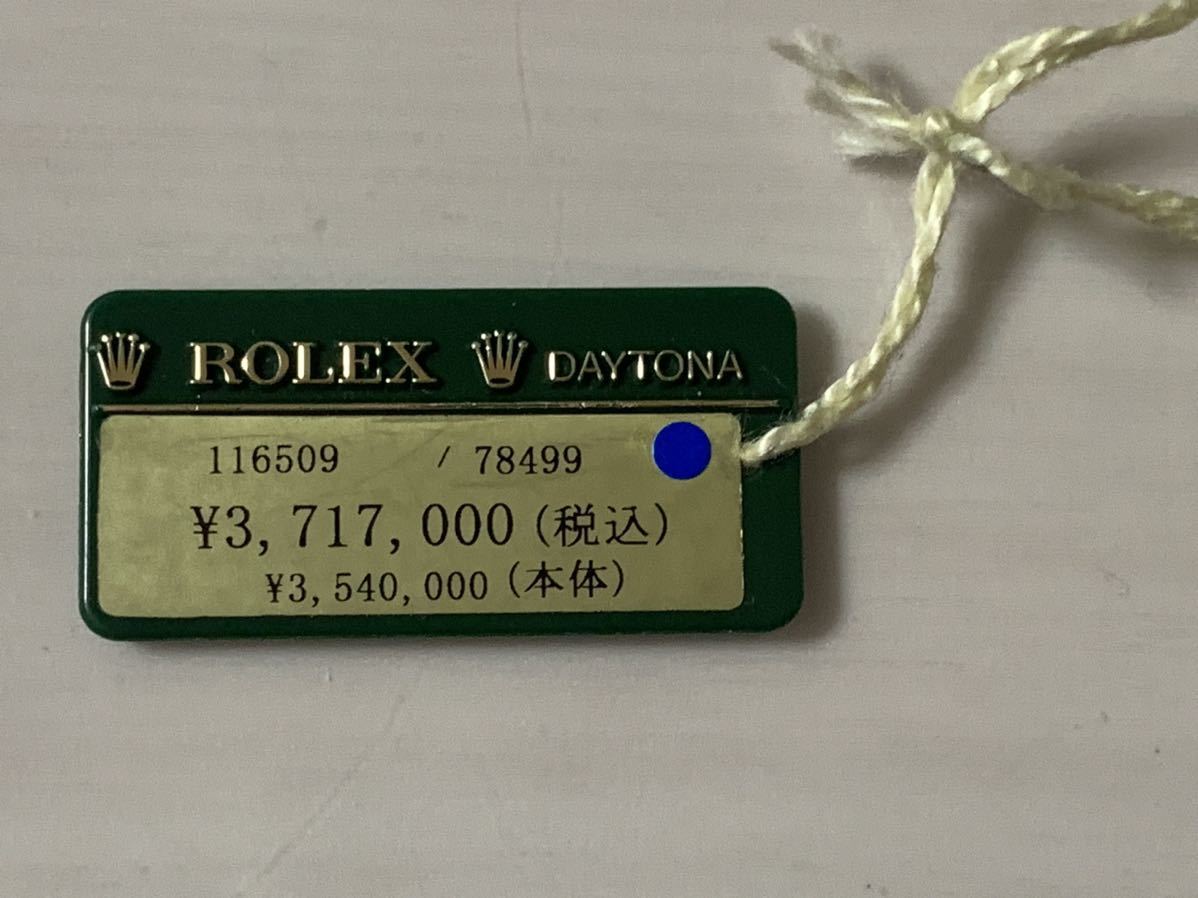 ROLEX DAYTONA
116509 / 78499
¥3,717,000(税込)
¥3,540,000(本体)